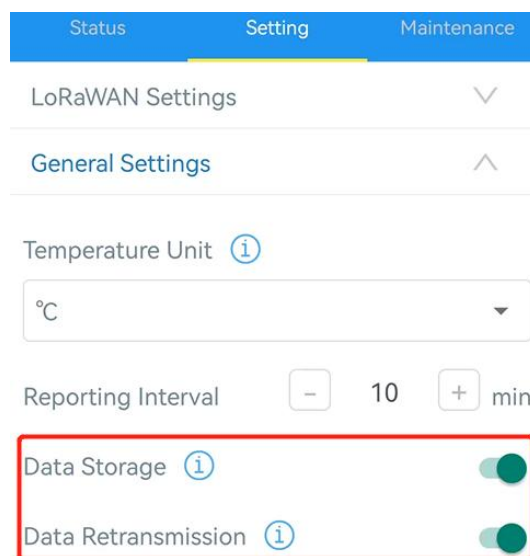 Status Setting Maintenance
LoRaWAN Settings
General Settings
Temperature Unit i
℃
Reporting Interval - 10 + min
Data Storage i
Data Retransmission i